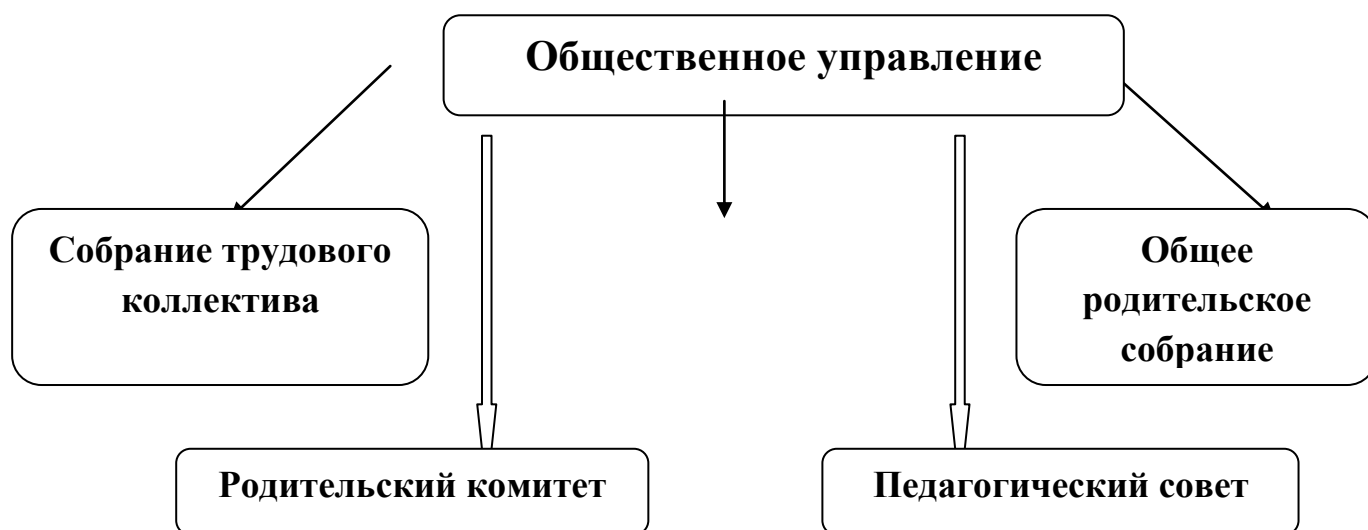 Общественное управление
Собрание трудового
коллектива
Общее
родительское
собрание
Родительский комитет
Педагогический совет